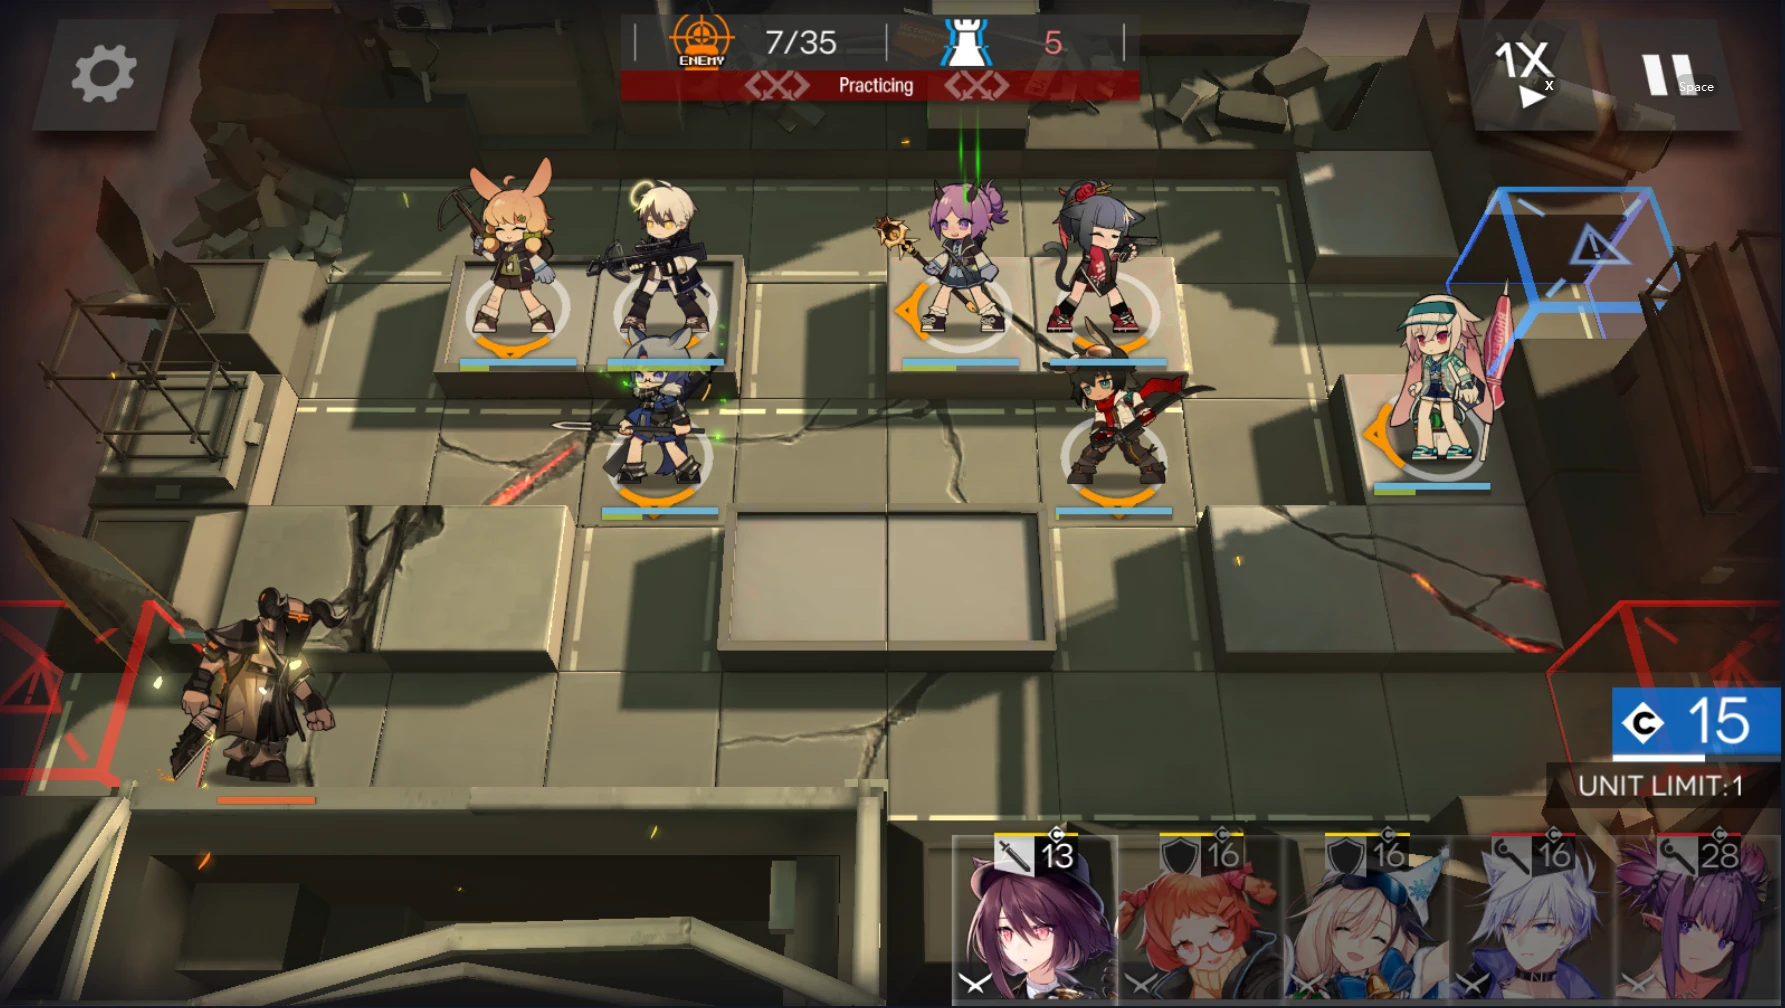 ENEMY
7/35
5
Practicing
1X
X
Space
C 15
UNIT LIMIT:1
C 13
C 16
C 16
C 16
C 28